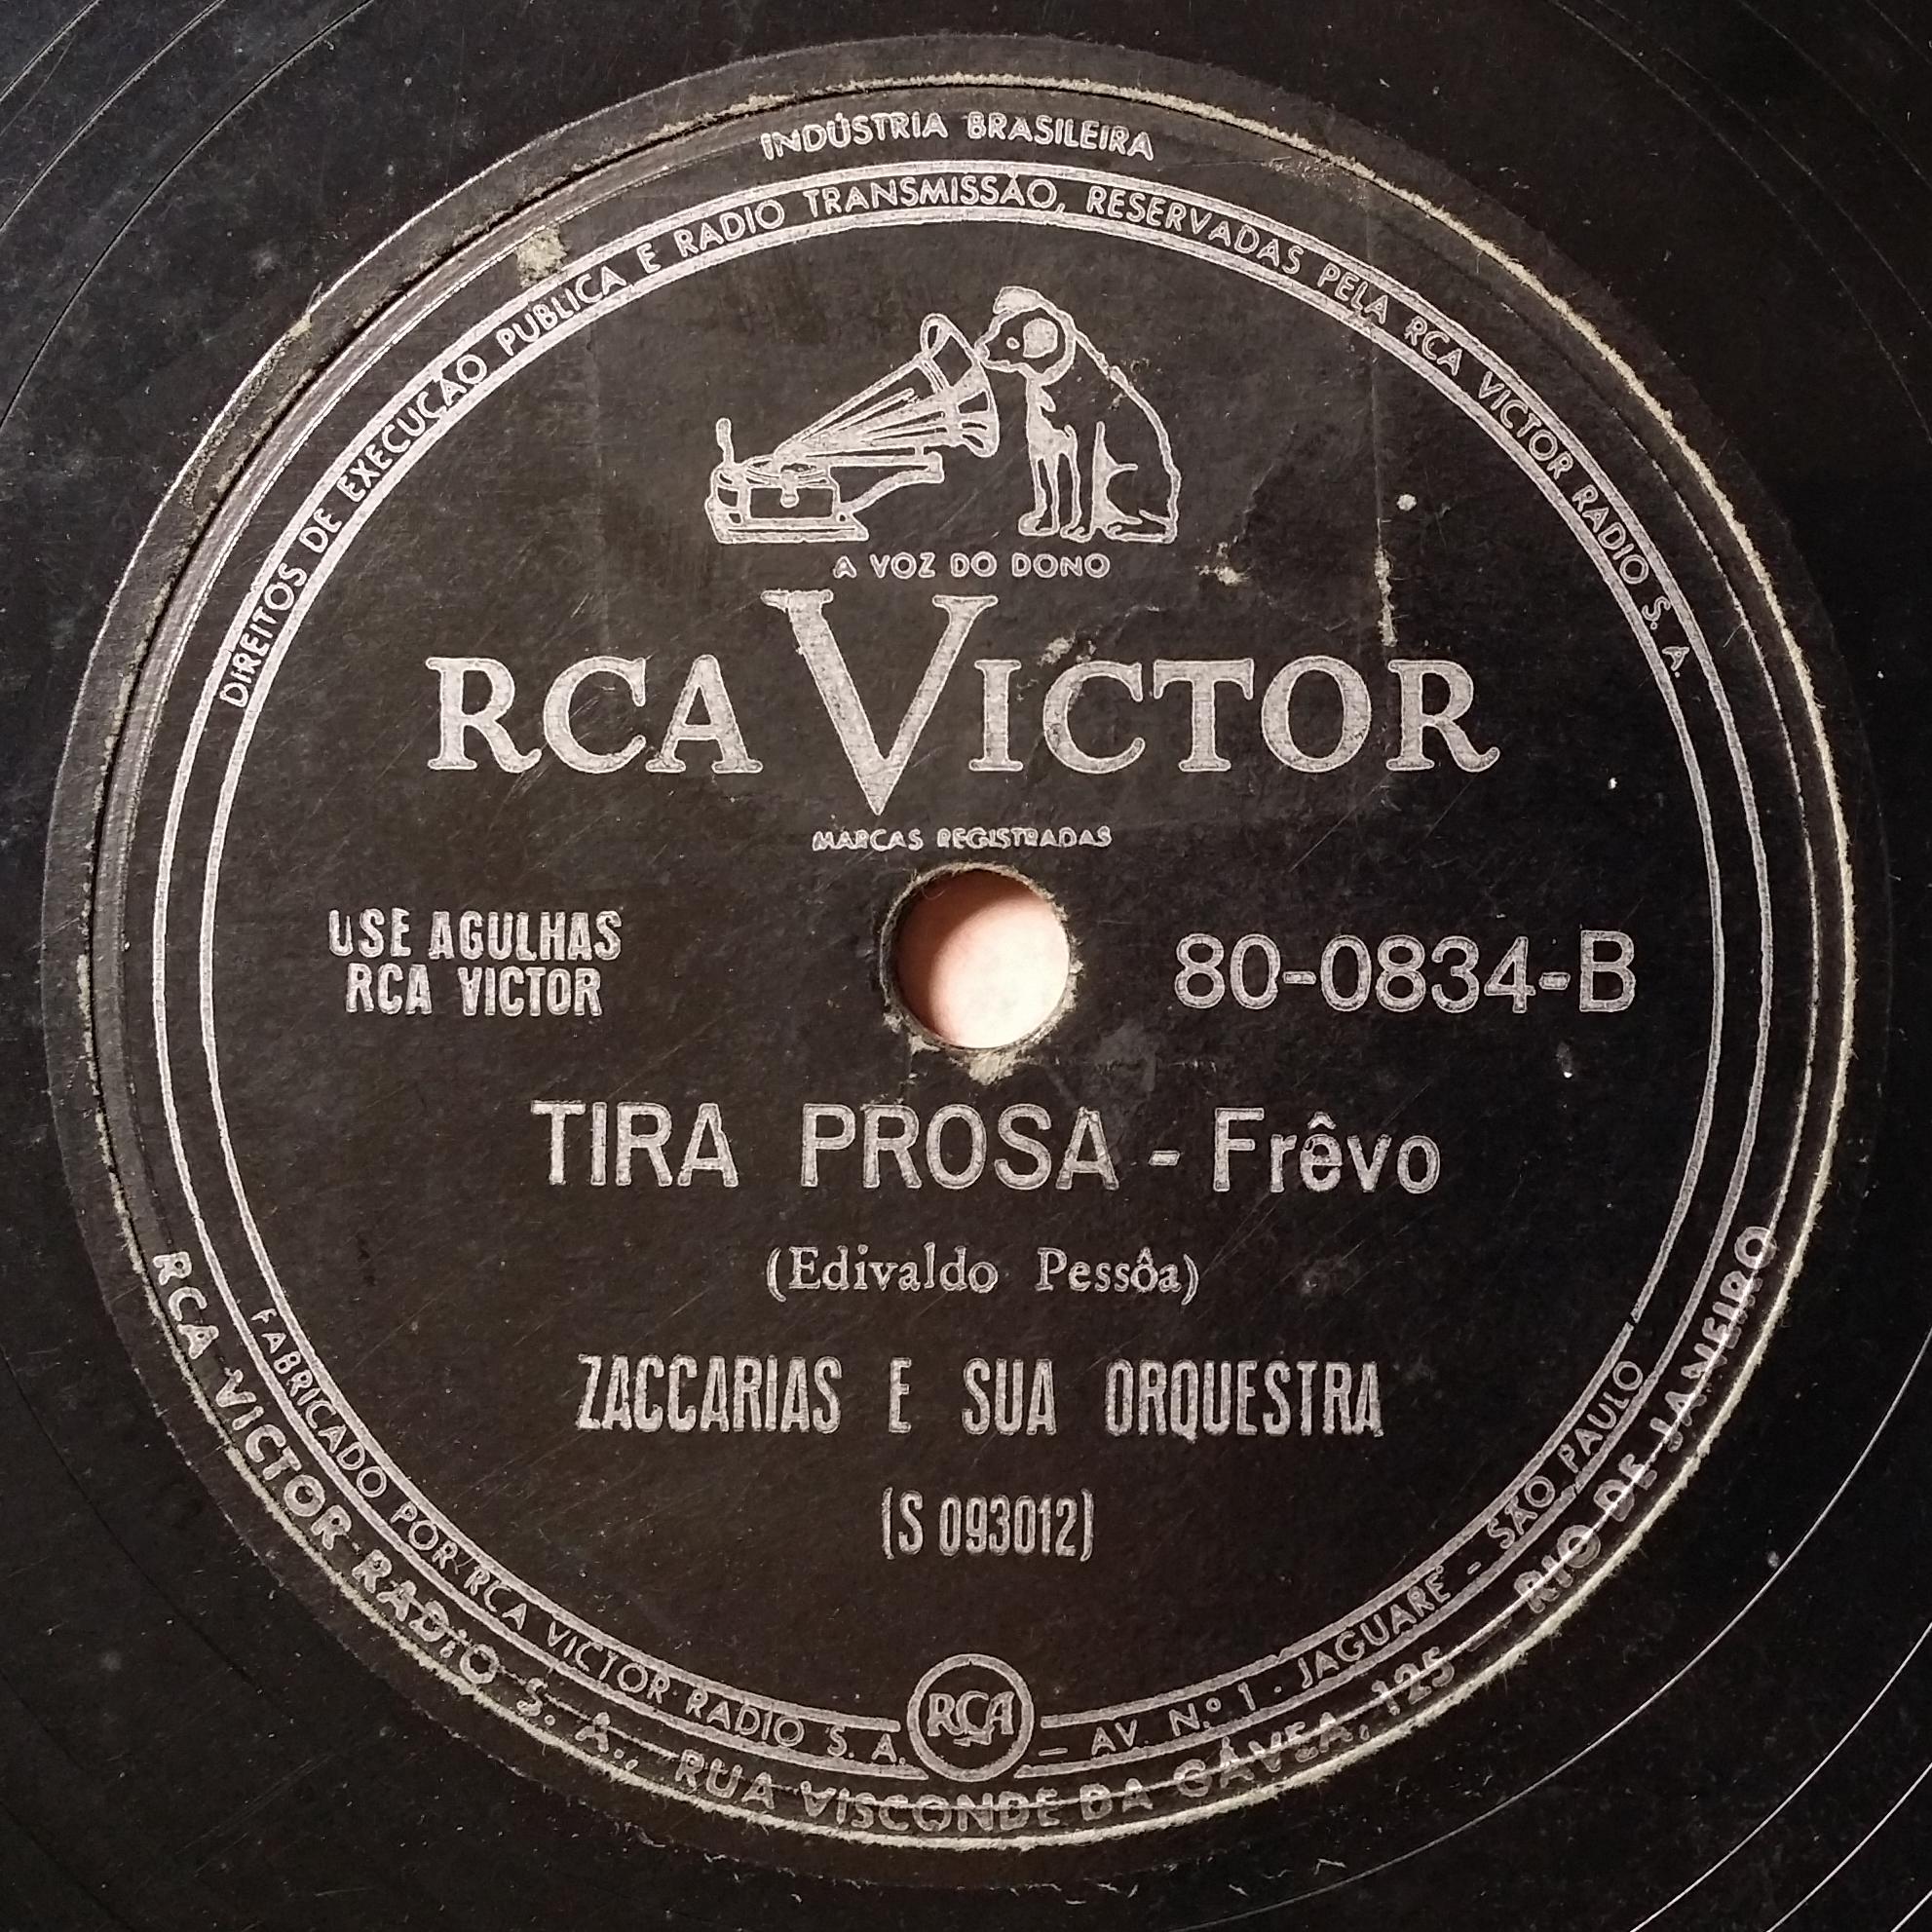 INDÚSTRIA BRASILEIRA
DIREITOS DE EXECUÇÃO PUBLICA E RADIO TRANSMISSÃO, RESERVADAS PELA RCA VICTOR RADIO S. A.
A VOZ DO DONO
RCA VICTOR
MARCAS REGISTRADAS
USE AGULHAS
RCA VICTOR
80-0834-B
TIRA PROSA - Frêvo
(Edivaldo Pessôa)
ZACCARIAS E SUA ORQUESTRA
(S 093012)
FABRICADO POR RCA VICTOR RADIO S. A. — AV. N.º 1 - JAGUARÉ - SÃO PAULO
RCA
RCA VICTOR RADIO S. A., RUA VISCONDE DA GÁVEA, 125 — RIO DE JANEIRO